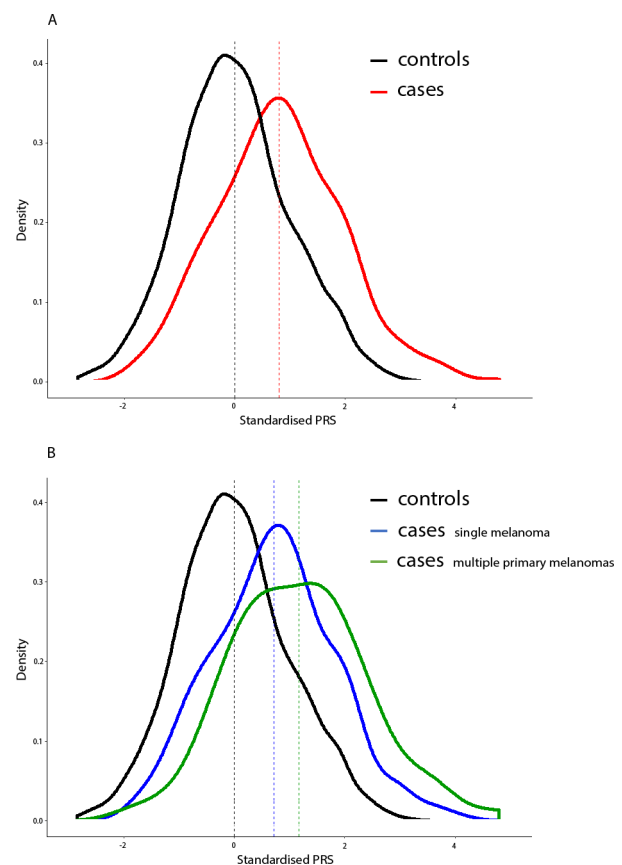 A
controls
cases
Density
0.4
0.3
0.2
0.1
0.0
-2
0
2
4
Standardised PRS
B
controls
cases single melanoma
cases multiple primary melanomas
Density
0.4
0.3
0.2
0.1
0.0
-2
0
2
4
Standardised PRS